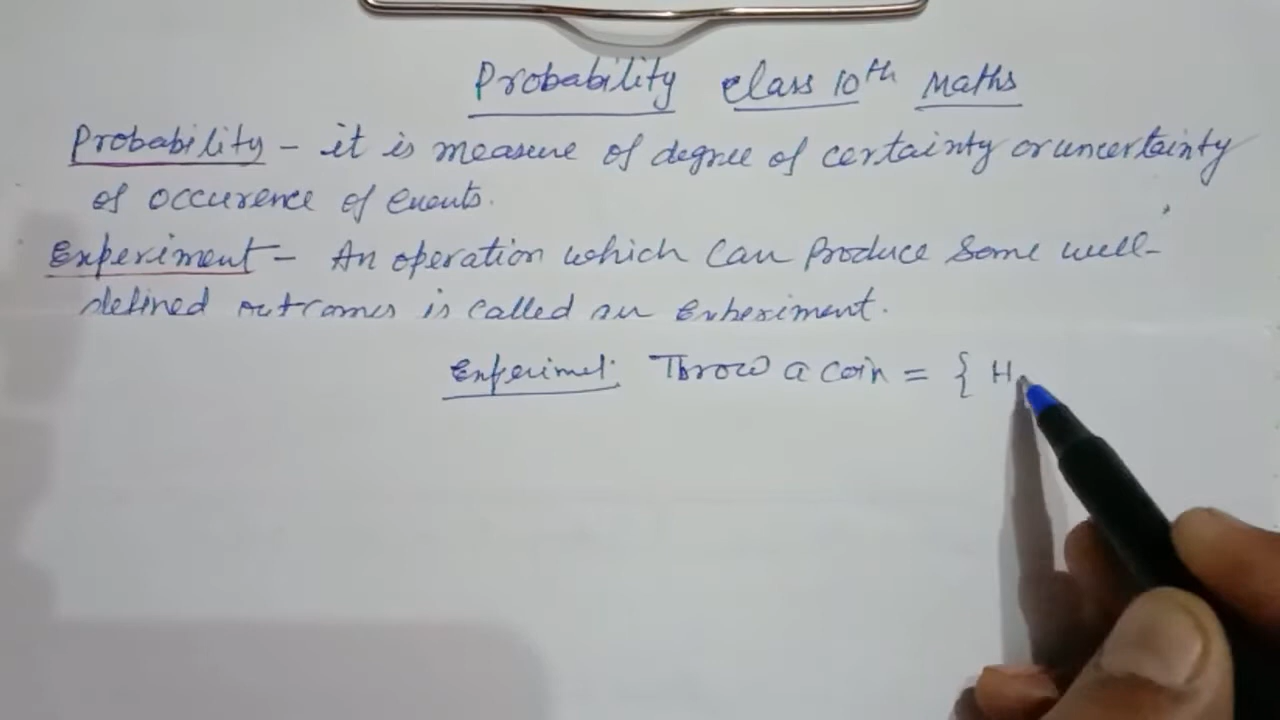 Probability Class 10th Maths
Probability - it is measure of degree of certainty or uncertainty
of occurence of events.
Experiment - An operation which can Produce Some well-
defined outcomes is called an Experiment.
Experimet: Throw a coin = { H,